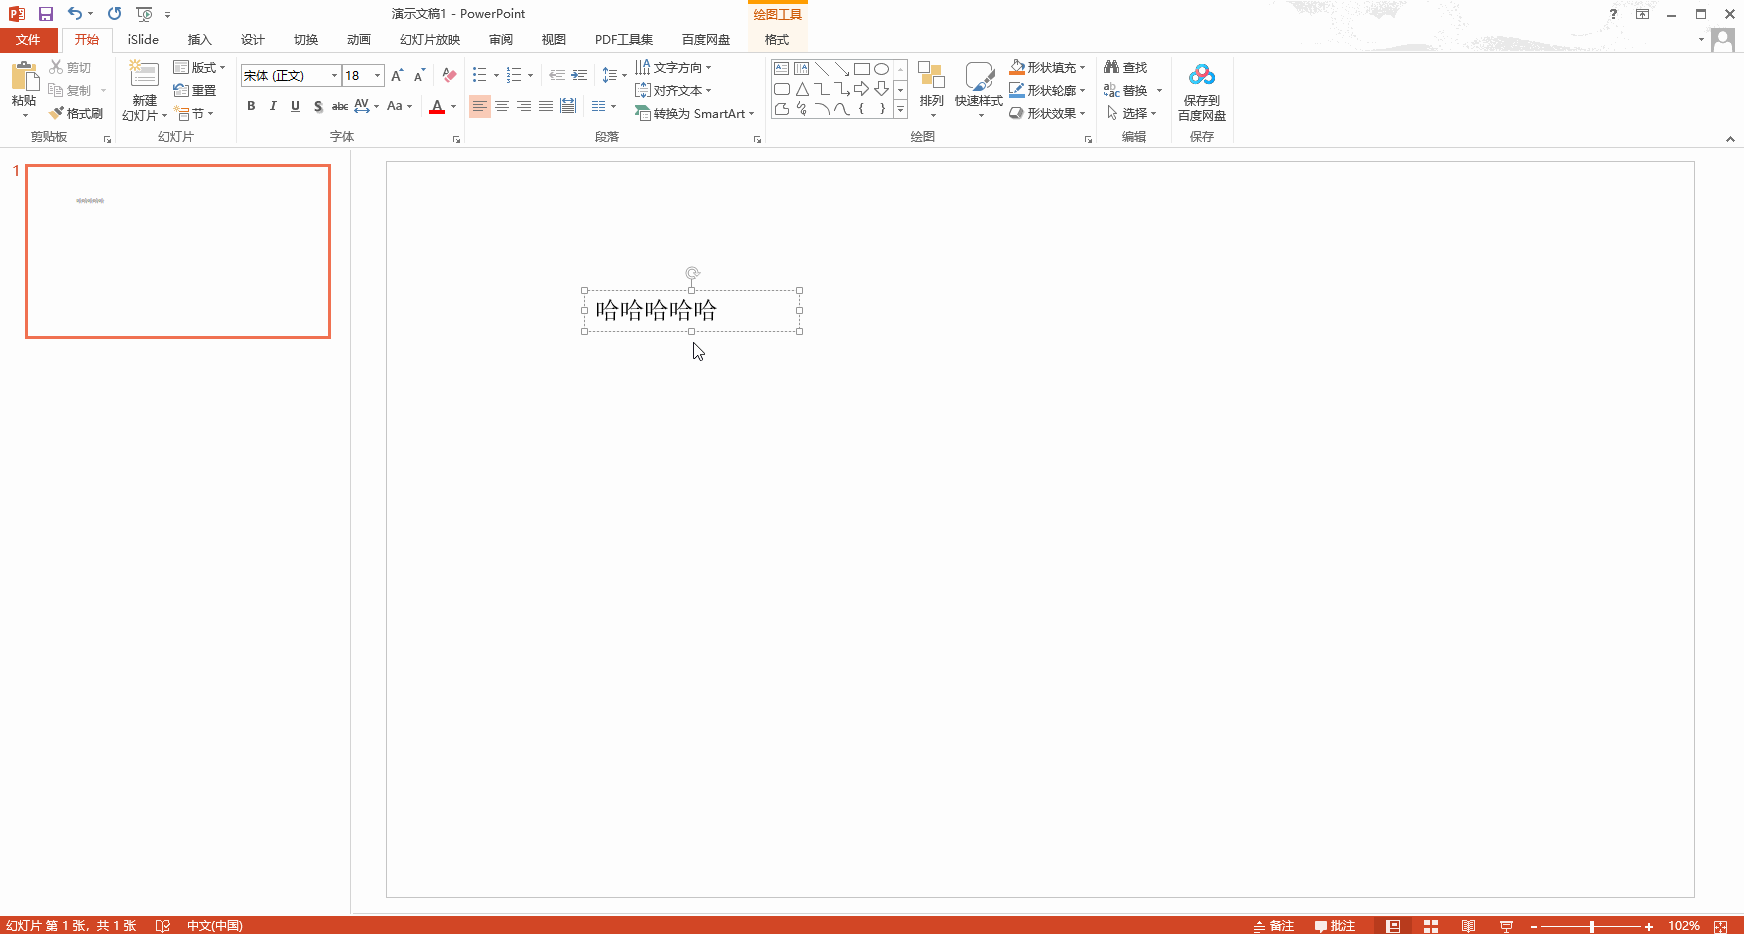 演示文稿1 - PowerPoint
绘图工具
文件 开始 iSlide 插入 设计 切换 动画 幻灯片放映 审阅 视图 PDF工具集 百度网盘 格式
粘贴
剪切
复制
格式刷
剪贴板
新建
幻灯片
版式
重置
节
幻灯片
宋体 (正文) 18
B I U S abc AV Aa A
字体
文字方向
对齐文本
转换为 SmartArt
段落
排列
快速样式
形状填充
形状轮廓
形状效果
绘图
查找
替换
选择
编辑
保存到
百度网盘
保存
1
哈哈哈哈哈
哈哈哈哈哈
幻灯片 第 1 张，共 1 张 中文(中国) 备注 批注 102%